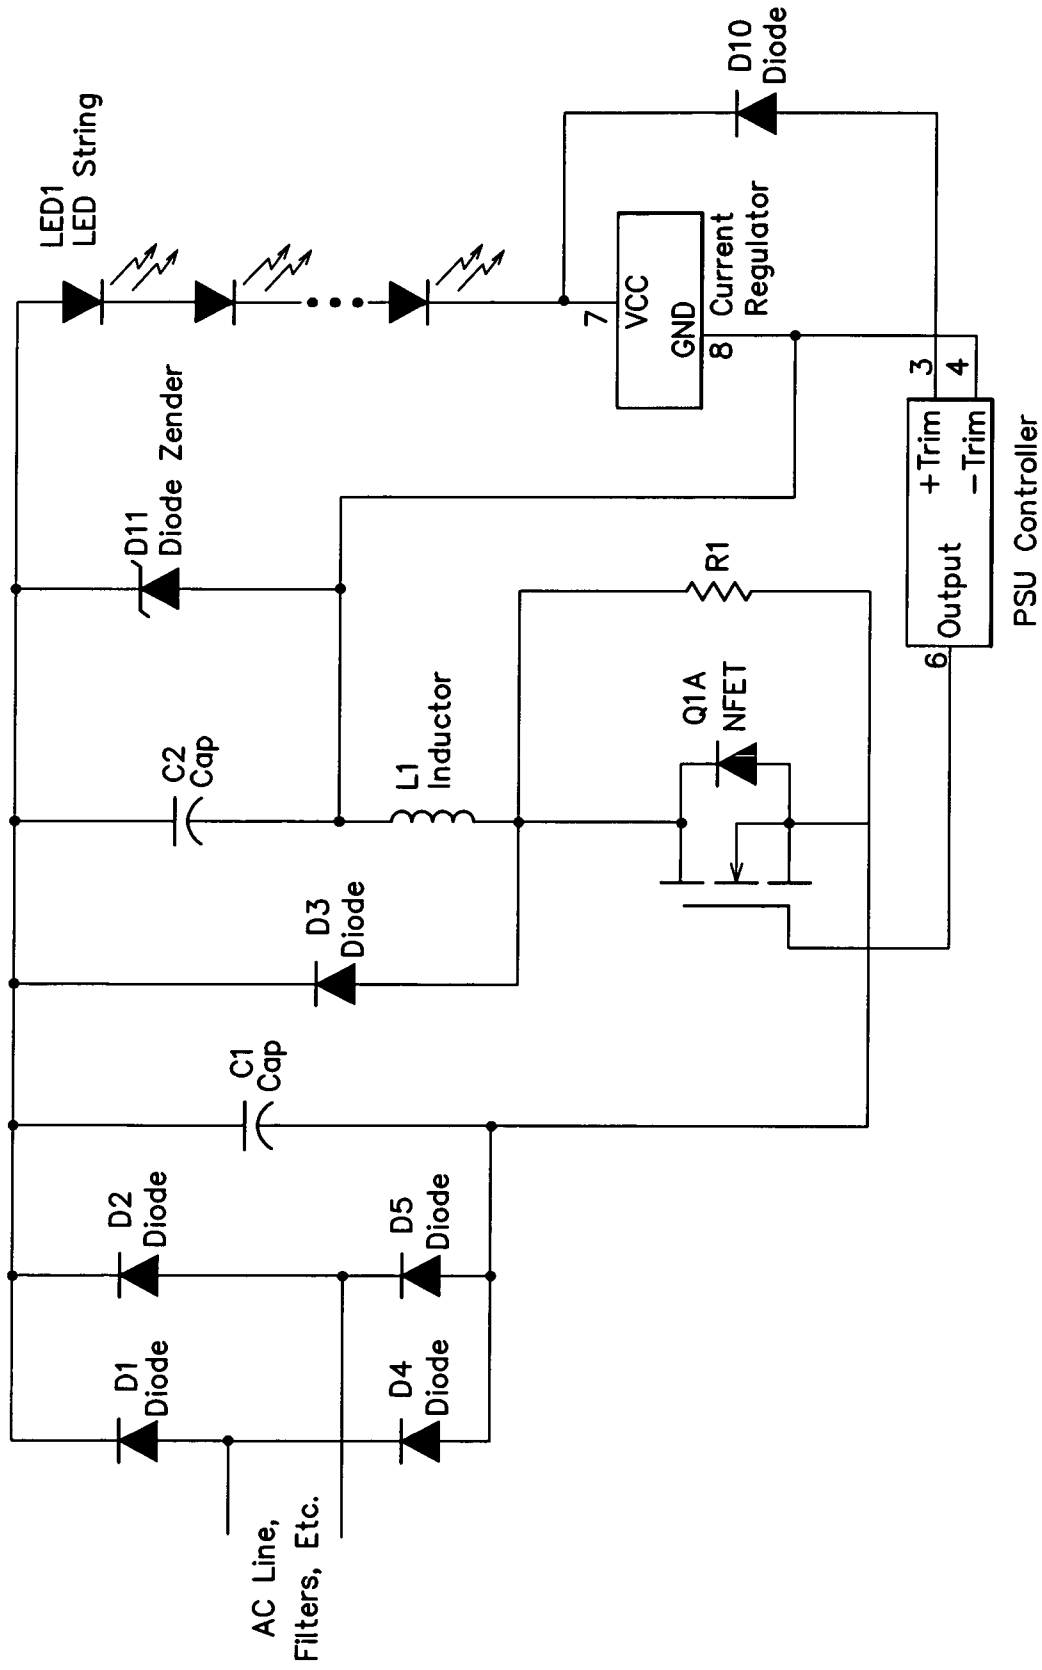 AC Line,
Filters, Etc.
D1
Diode
D2
Diode
D4
Diode
D5
Diode
C1
Cap
D3
Diode
C2
Cap
L1
Inductor
Q1A
NFET
R1
D11
Diode Zender
LED1
LED String
7
VCC
GND
8
Current
Regulator
D10
Diode
3
4
+Trim
-Trim
Output
6
PSU Controller